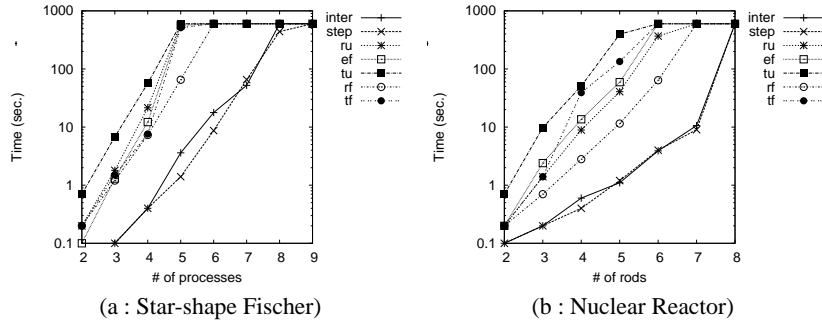 1000
100
10
1
0.1
Time (sec.)
2 3 4 5 6 7 8 9
# of processes
inter
step
ru
ef
tu
rf
tf
(a : Star-shape Fischer)
1000
100
10
1
0.1
Time (sec.)
2 3 4 5 6 7 8
# of rods
inter
step
ru
ef
tu
rf
tf
(b : Nuclear Reactor)